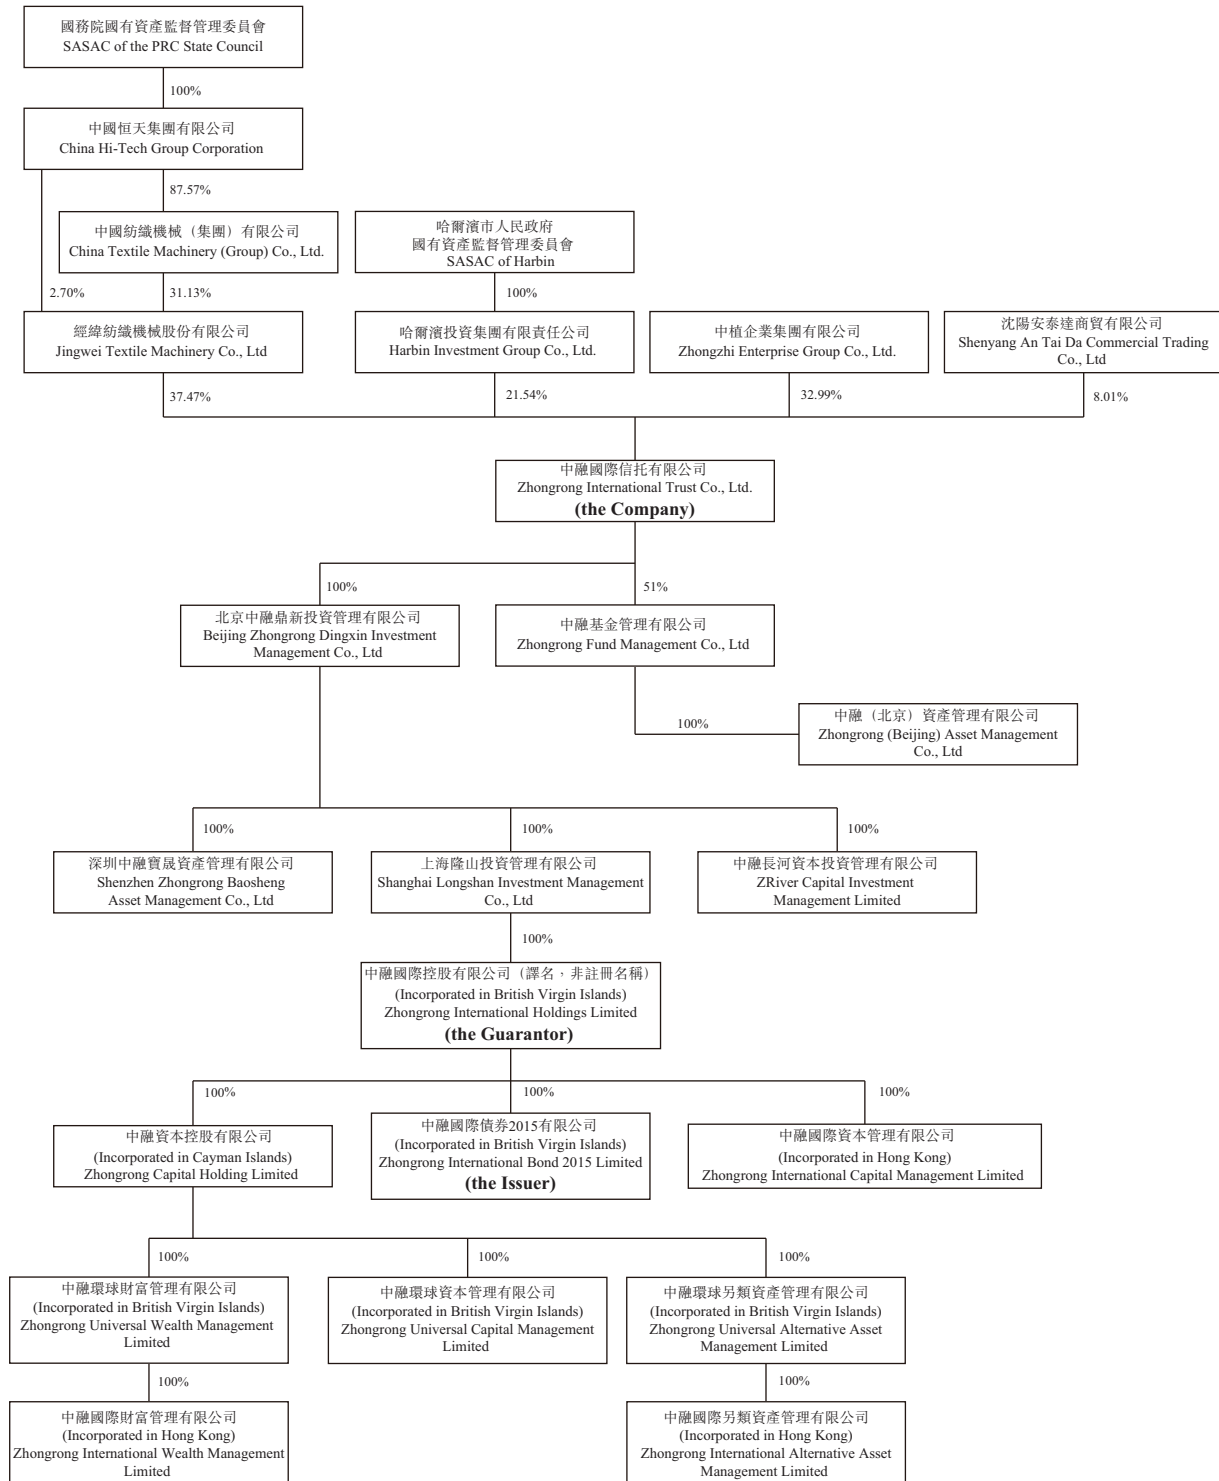 國務院國有資產監督管理委員會
SASAC of the PRC State Council
100%
中國恒天集團有限公司
China Hi-Tech Group Corporation
87.57%
中國紡織機械（集團）有限公司
China Textile Machinery (Group) Co., Ltd.
哈爾濱市人民政府
國有資產監督管理委員會
SASAC of Harbin
2.70%
31.13%
100%
經緯紡織機械股份有限公司
Jingwei Textile Machinery Co., Ltd
哈爾濱投資集團有限責任公司
Harbin Investment Group Co., Ltd.
中植企業集團有限公司
Zhongzhi Enterprise Group Co., Ltd.
沈陽安泰達商貿有限公司
Shenyang An Tai Da Commercial Trading
Co., Ltd
37.47%
21.54%
32.99%
8.01%
中融國際信托有限公司
Zhongrong International Trust Co., Ltd.
(the Company)
100%
51%
北京中融鼎新投資管理有限公司
Beijing Zhongrong Dingxin Investment
Management Co., Ltd
中融基金管理有限公司
Zhongrong Fund Management Co., Ltd
100%
中融（北京）資產管理有限公司
Zhongrong (Beijing) Asset Management
Co., Ltd
100%
100%
100%
深圳中融寶晟資產管理有限公司
Shenzhen Zhongrong Baosheng
Asset Management Co., Ltd
上海隆山投資管理有限公司
Shanghai Longshan Investment Management
Co., Ltd
中融長河資本投資管理有限公司
ZRiver Capital Investment
Management Limited
100%
中融國際控股有限公司（譯名，非註冊名稱）
(Incorporated in British Virgin Islands)
Zhongrong International Holdings Limited
(the Guarantor)
100%
100%
100%
中融資本控股有限公司
(Incorporated in Cayman Islands)
Zhongrong Capital Holding Limited
中融國際債券2015有限公司
(Incorporated in British Virgin Islands)
Zhongrong International Bond 2015 Limited
(the Issuer)
中融國際資本管理有限公司
(Incorporated in Hong Kong)
Zhongrong International Capital Management Limited
100%
100%
100%
中融環球財富管理有限公司
(Incorporated in British Virgin Islands)
Zhongrong Universal Wealth Management
Limited
中融環球資本管理有限公司
(Incorporated in British Virgin Islands)
Zhongrong Universal Capital Management
Limited
中融環球另類資產管理有限公司
(Incorporated in British Virgin Islands)
Zhongrong Universal Alternative Asset
Management Limited
100%
100%
中融國際財富管理有限公司
(Incorporated in Hong Kong)
Zhongrong International Wealth Management
Limited
中融國際另類資產管理有限公司
(Incorporated in Hong Kong)
Zhongrong International Alternative Asset
Management Limited